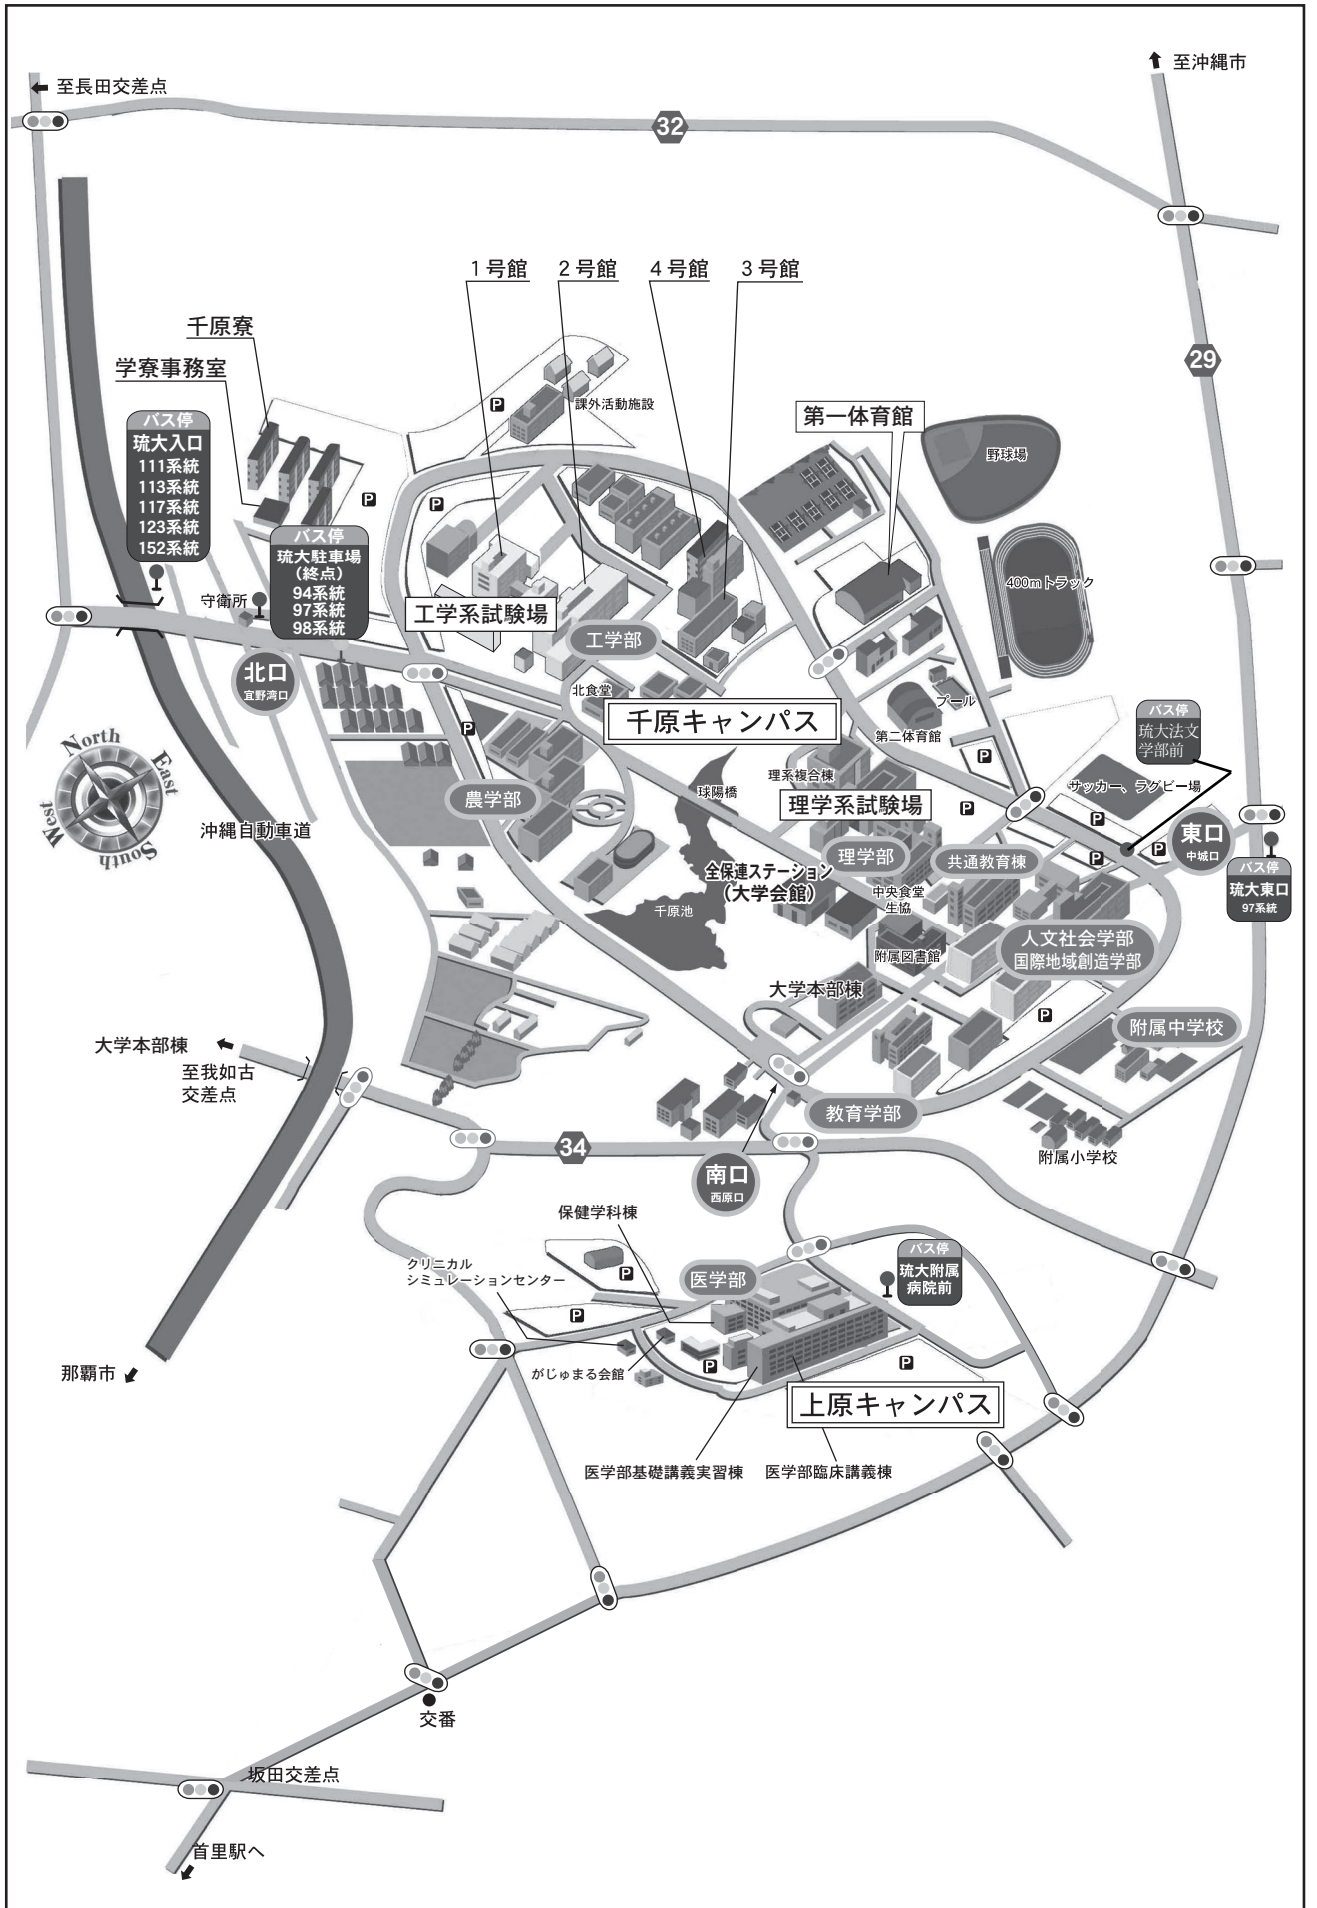 至長田交差点
至沖縄市
32
29
1号館
2号館
4号館
3号館
千原寮
学寮事務室
課外活動施設
第一体育館
野球場
バス停
琉大入口
111系統
113系統
117系統
123系統
152系統
P
P
P
バス停
琉大駐車場
(終点)
94系統
97系統
98系統
守衛所
400mトラック
工学系試験場
工学部
北口
宜野湾口
北食堂
千原キャンパス
プール
第二体育館
P
P
バス停
琉大法文
学部前
North
East
West
South
理系複合棟
サッカー、ラグビー場
球陽橋
農学部
理学系試験場
P
P
P
P
東口
中城口
沖縄自動車道
理学部
共通教育棟
バス停
琉大東口
97系統
全保連ステーション
(大学会館)
中央食堂
生協
千原池
人文社会学部
国際地域創造学部
附属図書館
大学本部棟
P
附属中学校
大学本部棟
至我如古
交差点
教育学部
34
附属小学校
南口
西原口
保健学科棟
クリニカル
シミュレーションセンター
医学部
バス停
琉大附属
病院前
P
P
P
P
がじゅまる会館
那覇市
上原キャンパス
医学部基礎講義実習棟
医学部臨床講義棟
交番
坂田交差点
首里駅へ